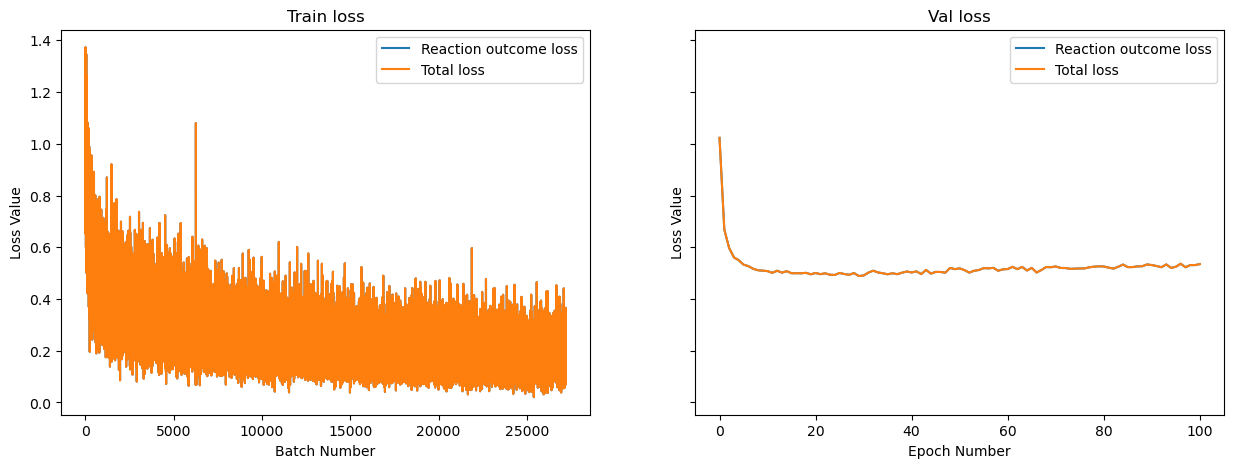 Train loss
Loss Value
1.4
1.2
1.0
0.8
0.6
0.4
0.2
0.0
Reaction outcome loss
Total loss
0
5000
10000
15000
20000
25000
Batch Number
Val loss
Loss Value
Reaction outcome loss
Total loss
0
20
40
60
80
100
Epoch Number